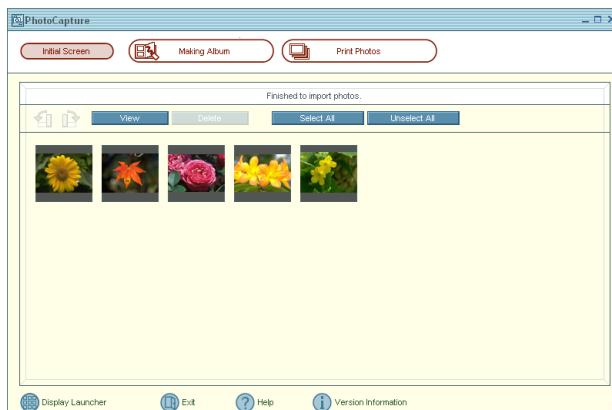 PhotoCapture
Initial Screen
Making Album
Print Photos
Finished to import photos.
View
Delete
Select All
Unselect All
Display Launcher
Exit
Help
Version Information